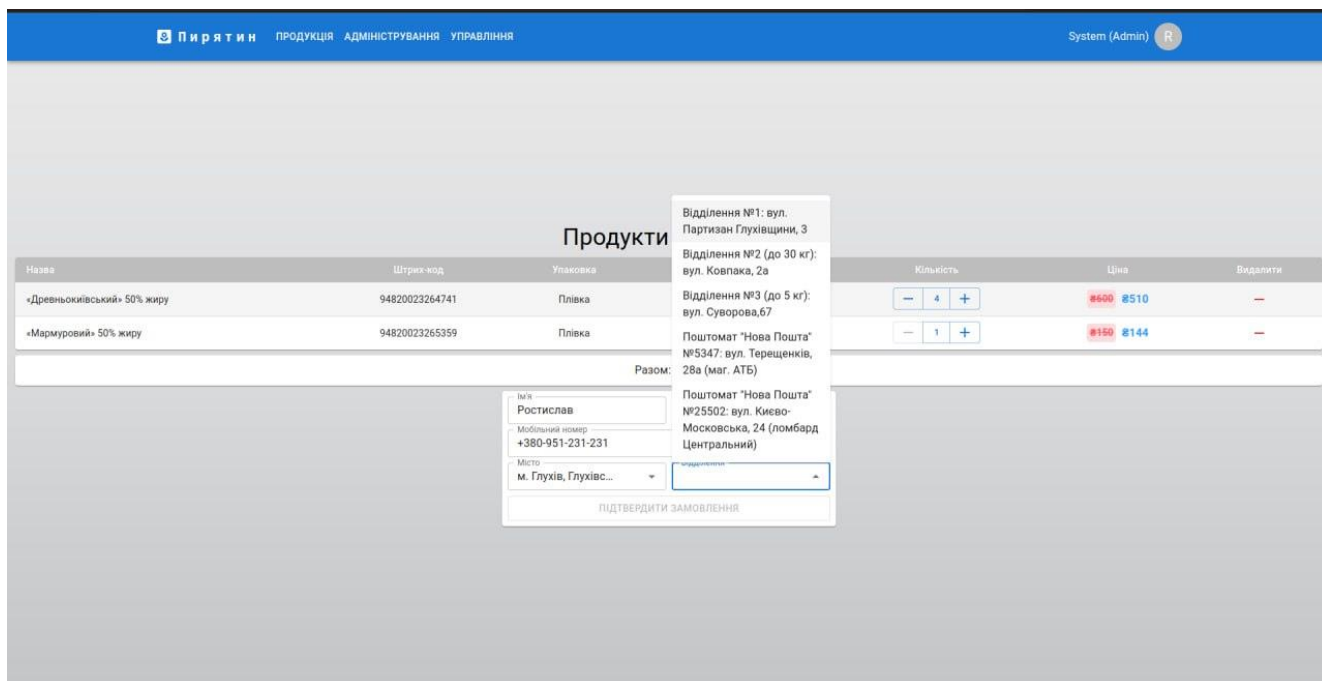 Пирятин ПРОДУКЦІЯ АДМІНІСТРУВАННЯ УПРАВЛІННЯ System (Admin) R
Продукти
Назва Штрих-код Упаковка Кількість Ціна Видалити
«Древньокиївський» 50% жиру 94820023264741 Плівка 4 ₴600 ₴510
«Мармуровий» 50% жиру 94820023265359 Плівка 1 ₴150 ₴144
Разом:
Відділення №1: вул.
Партизан Глухівщини, 3
Відділення №2 (до 30 кг):
вул. Ковпака, 2а
Відділення №3 (до 5 кг):
вул. Суворова,67
Поштомат "Нова Пошта"
№5347: вул. Терещенків,
28а (маг. АТБ)
Поштомат "Нова Пошта"
№25502: вул. Києво-
Московська, 24 (ломбард
Центральний)
Ім'я
Ростислав
Мобільний номер
+380-951-231-231
Місто Відділення
м. Глухів, Глухівс...
ПІДТВЕРДИТИ ЗАМОВЛЕННЯ